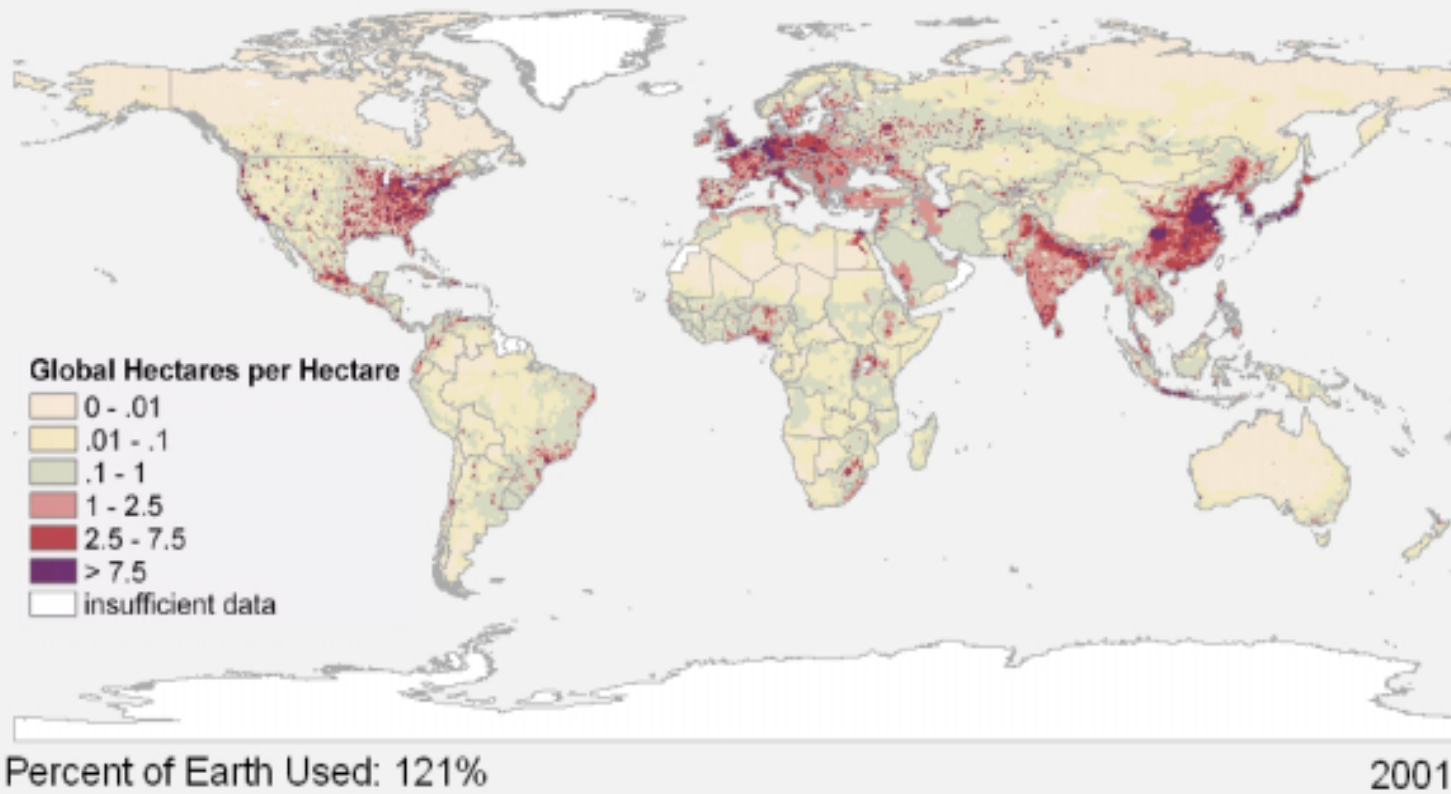 Global Hectares per Hectare
0 - .01
.01 - .1
.1 - 1
1 - 2.5
2.5 - 7.5
> 7.5
insufficient data
Percent of Earth Used: 121%
2001